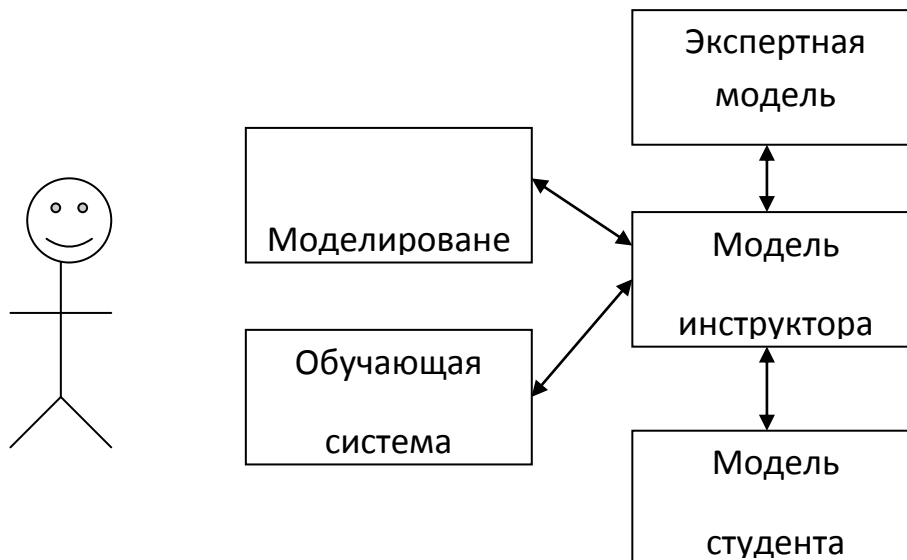 Экспертная
модель
Моделироване
Модель
инструктора
Обучающая
система
Модель
студента